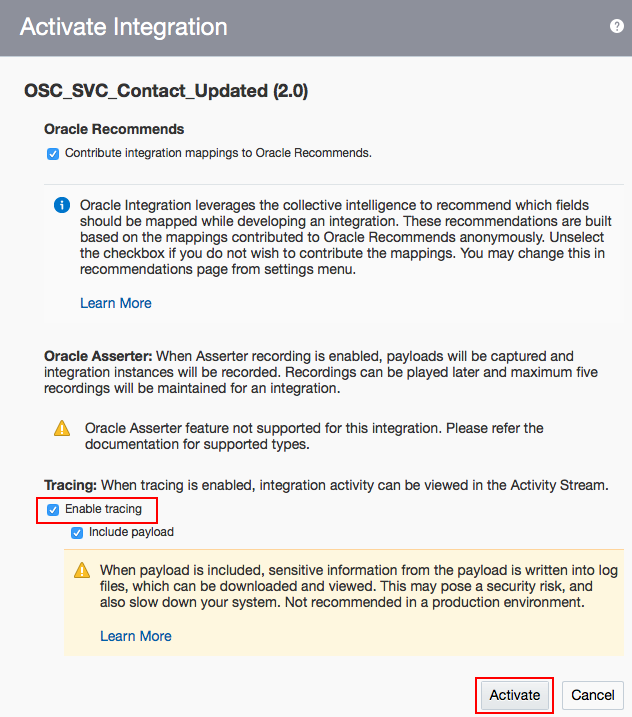 Activate Integration
?
OSC_SVC_Contact_Updated (2.0)
Oracle Recommends
Contribute integration mappings to Oracle Recommends.
Oracle Integration leverages the collective intelligence to recommend which fields
should be mapped while developing an integration. These recommendations are built
based on the mappings contributed to Oracle Recommends anonymously. Unselect
the checkbox if you do not wish to contribute the mappings. You may change this in
recommendations page from settings menu.
Learn More
Oracle Asserter: When Asserter recording is enabled, payloads will be captured and
integration instances will be recorded. Recordings can be played later and maximum five
recordings will be maintained for an integration.
Oracle Asserter feature not supported for this integration. Please refer the
documentation for supported types.
Tracing: When tracing is enabled, integration activity can be viewed in the Activity Stream.
Enable tracing
Include payload
When payload is included, sensitive information from the payload is written into log
files, which can be downloaded and viewed. This may pose a security risk, and
also slow down your system. Not recommended in a production environment.
Learn More
Activate Cancel